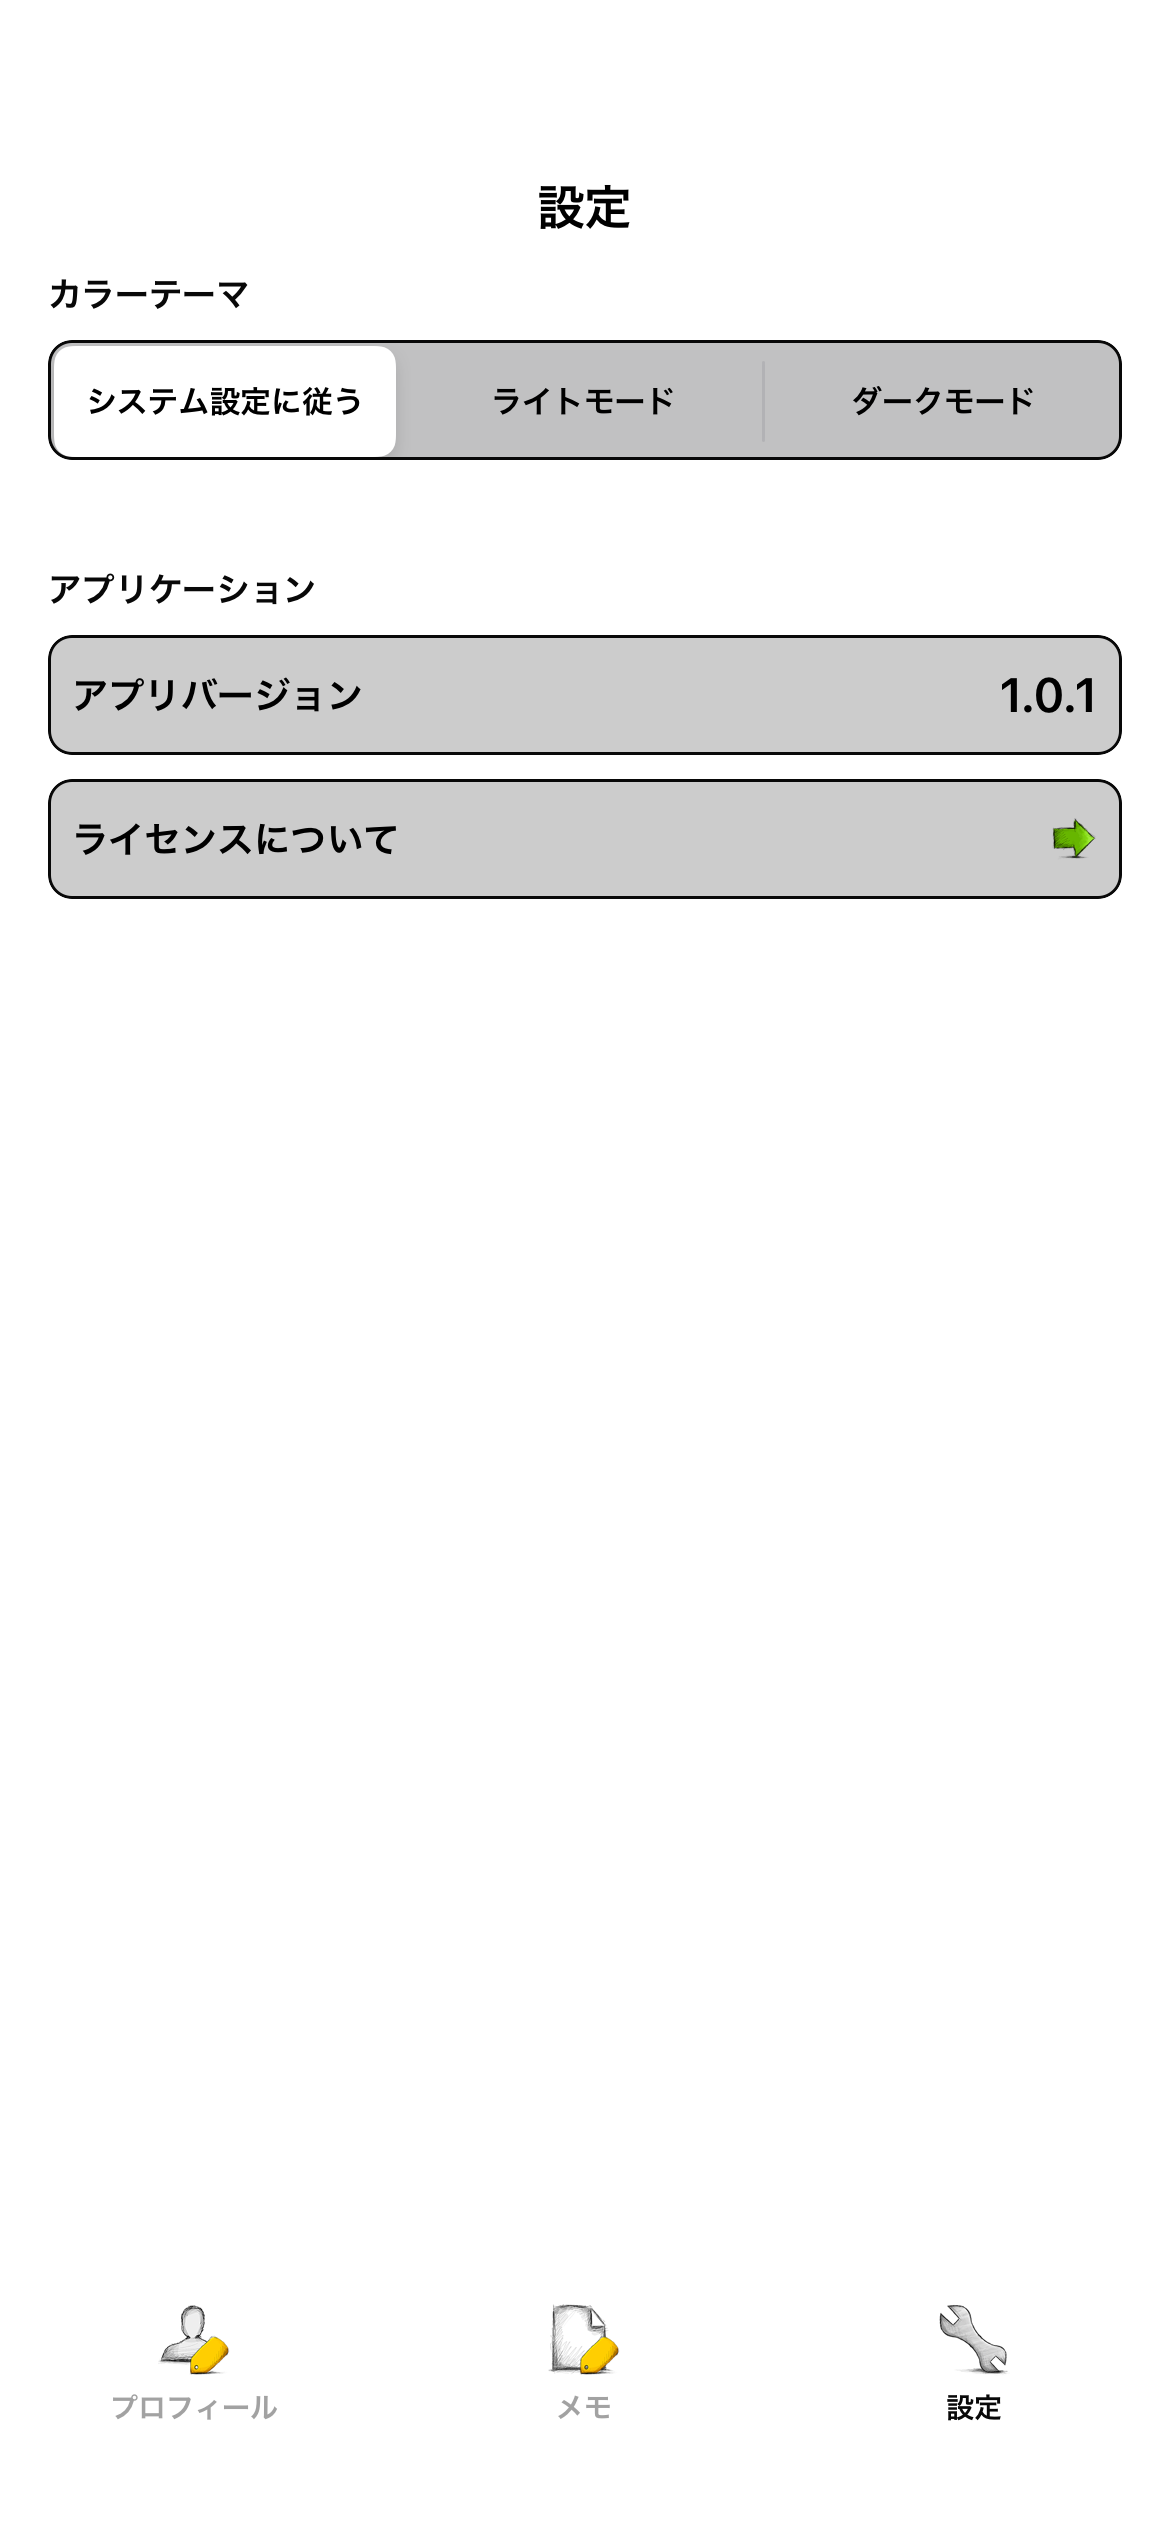 設定
カラーテーマ
システム設定に従う ライトモード ダークモード
アプリケーション
アプリバージョン 1.0.1
ライセンスについて
プロフィール メモ 設定